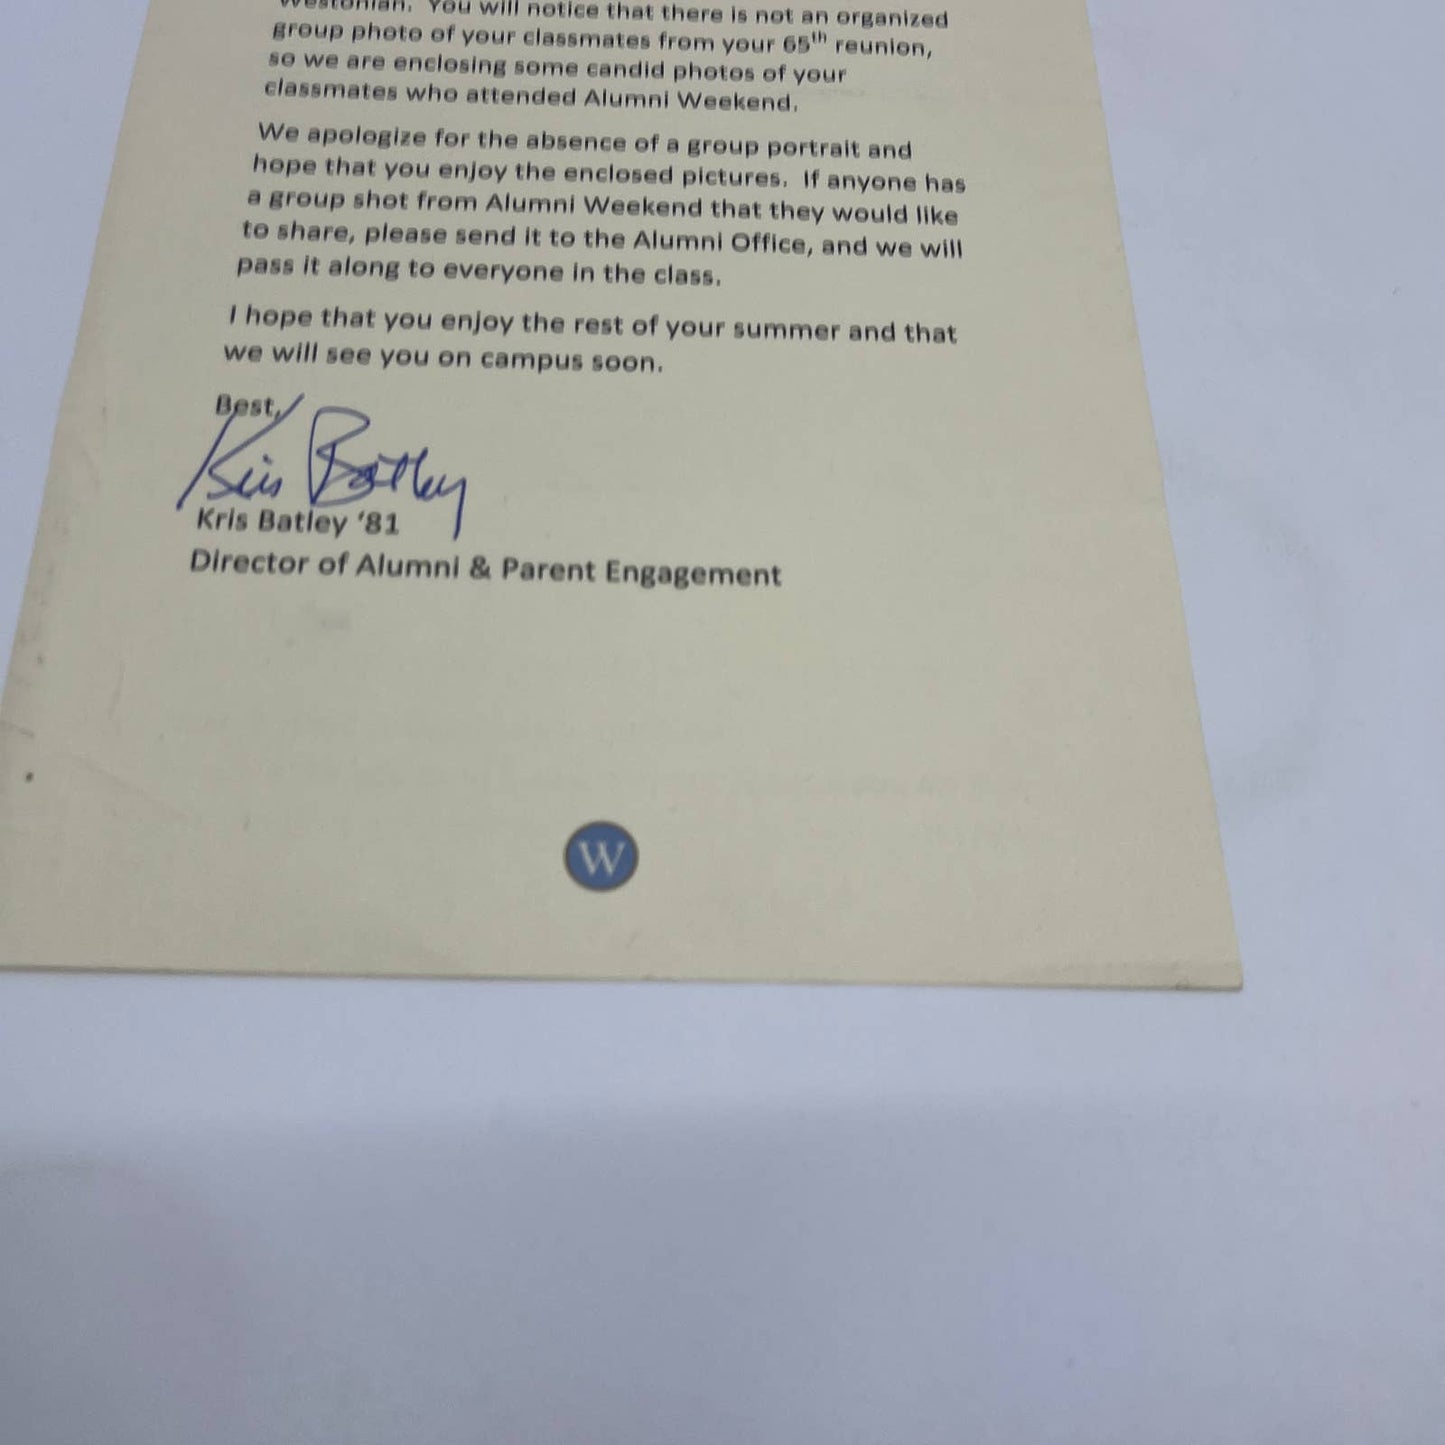 Westonian. You will notice that there is not an organized
group photo of your classmates from your 65th reunion,
so we are enclosing some candid photos of your
classmates who attended Alumni Weekend.
We apologize for the absence of a group portrait and
hope that you enjoy the enclosed pictures. If anyone has
a group shot from Alumni Weekend that they would like
to share, please send it to the Alumni Office, and we will
pass it along to everyone in the class.
I hope that you enjoy the rest of your summer and that
we will see you on campus soon.
Best,
Kris Batley
Kris Batley ‘81
Director of Alumni & Parent Engagement
W